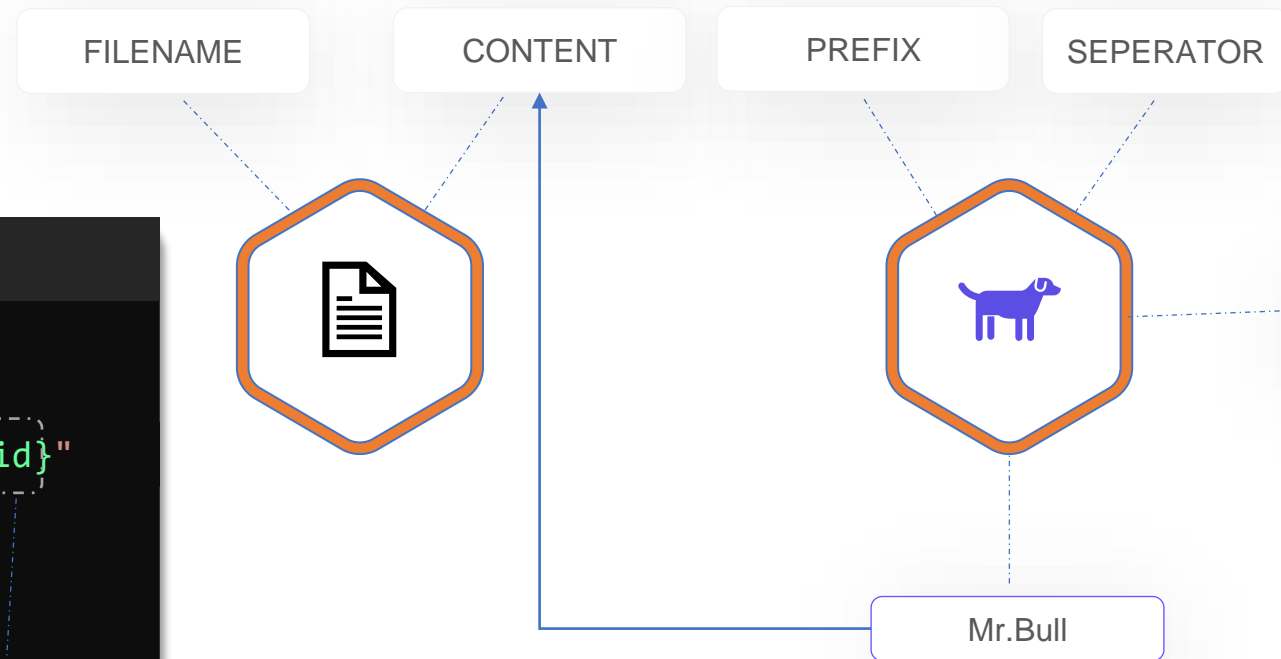 FILENAME
CONTENT
PREFIX
SEPERATOR
id}"
Mr.Bull